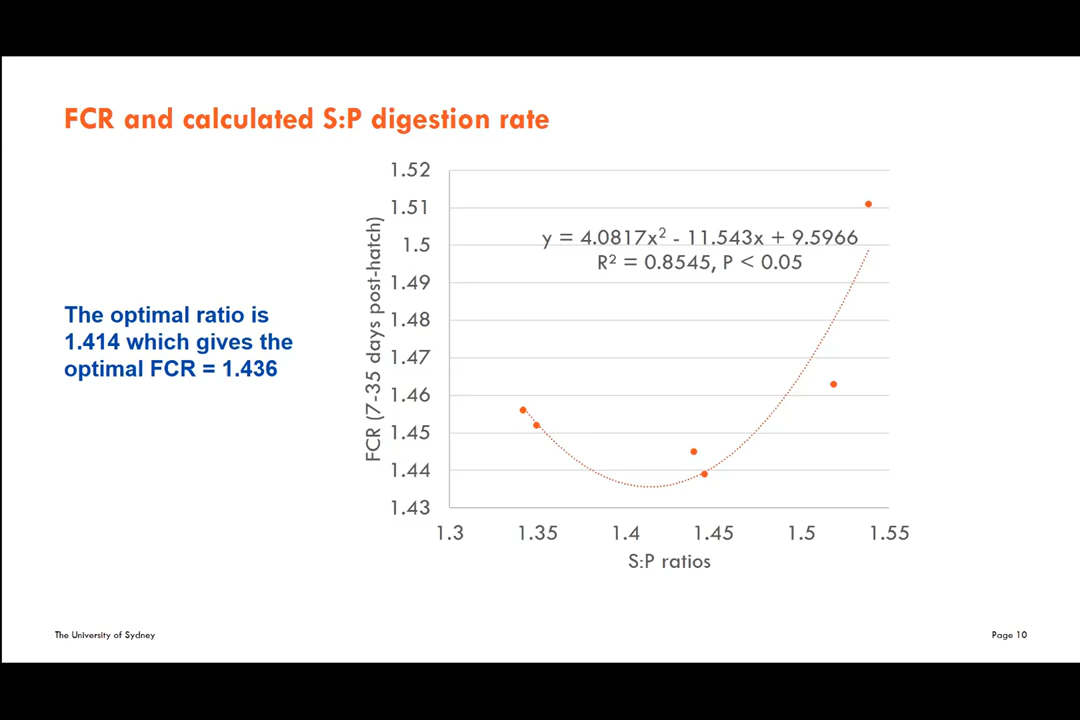 FCR and calculated S:P digestion rate
The optimal ratio is
1.414 which gives the
optimal FCR = 1.436
FCR (7-35 days post-hatch)
1.52
1.51
1.5
1.49
1.48
1.47
1.46
1.45
1.44
1.43
y = 4.0817x² - 11.543x + 9.5966
R² = 0.8545, P < 0.05
1.3 1.35 1.4 1.45 1.5 1.55
S:P ratios
The University of Sydney
Page 10